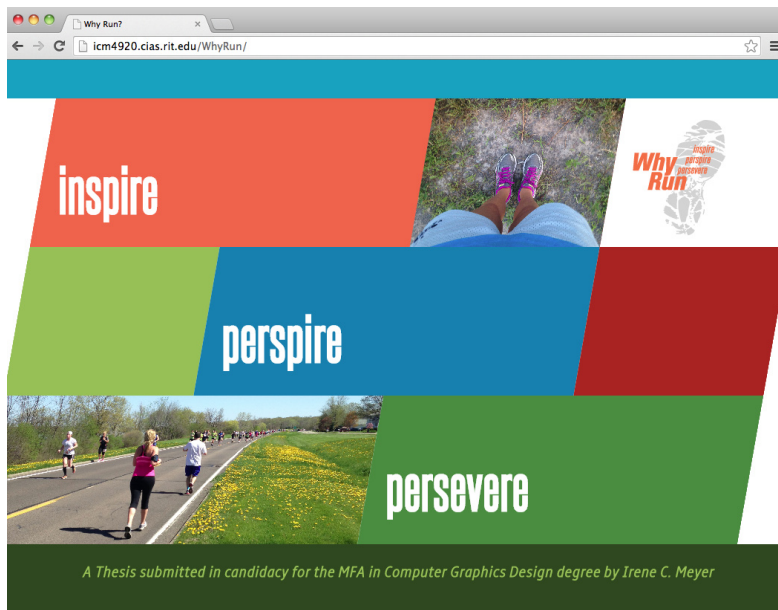 Why Run?
icm4920.cias.rit.edu/WhyRun/
inspire
Why Run
inspire
perspire
persevere
perspire
persevere
A Thesis submitted in candidacy for the MFA in Computer Graphics Design degree by Irene C. Meyer